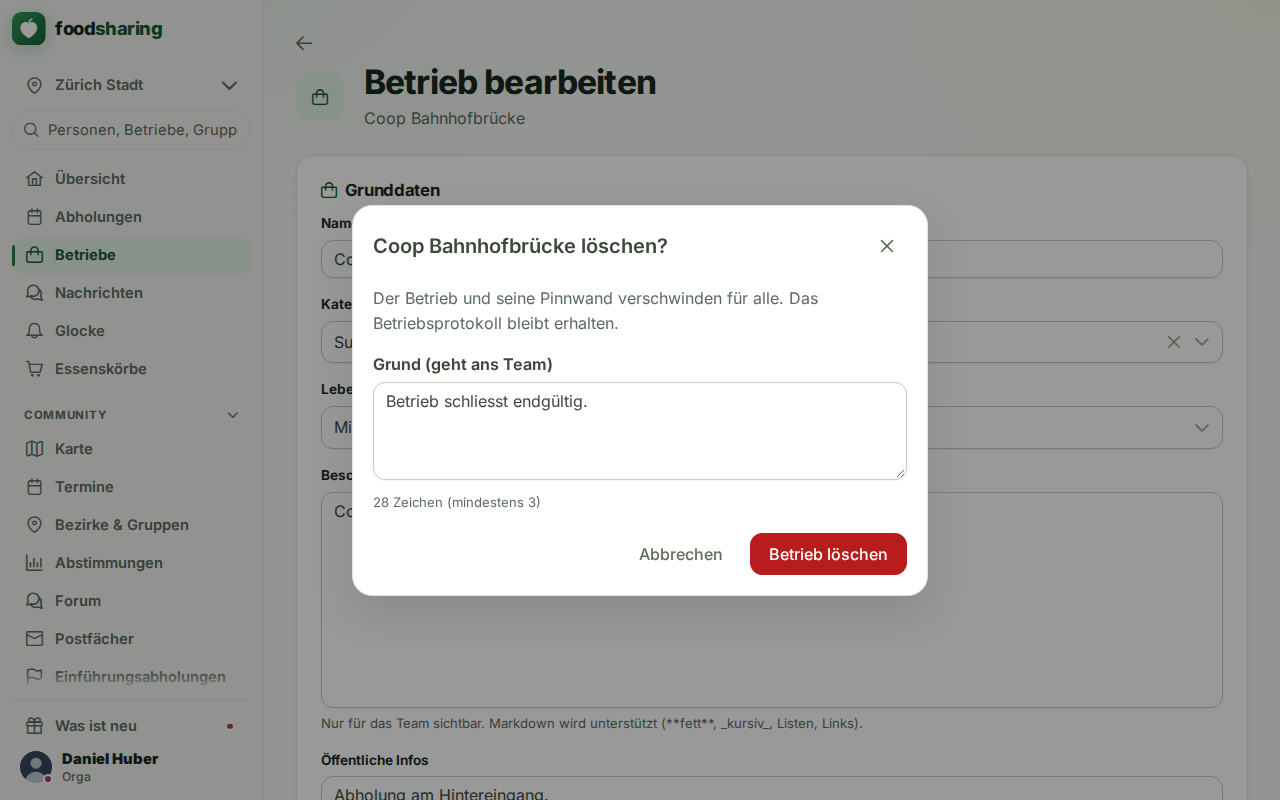 foodsharing
Zürich Stadt
Personen, Betriebe, Grupp
Übersicht
Abholungen
Betriebe
Nachrichten
Glocke
Essenskörbe
COMMUNITY
Karte
Termine
Bezirke & Gruppen
Abstimmungen
Forum
Postfächer
Einführungsabholungen
Was ist neu
Daniel Huber
Orga
Betrieb bearbeiten
Coop Bahnhofbrücke
Grunddaten
Coop Bahnhofbrücke löschen?
Der Betrieb und seine Pinnwand verschwinden für alle. Das
Betriebsprotokoll bleibt erhalten.
Grund (geht ans Team)
Betrieb schliesst endgültig.
28 Zeichen (mindestens 3)
Abbrechen
Betrieb löschen
Nur für das Team sichtbar. Markdown wird unterstützt (**fett**, _kursiv_, Listen, Links).
Öffentliche Infos
Abholung am Hintereingang.